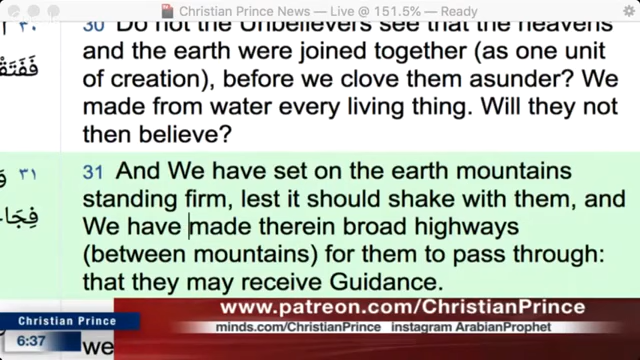 Christian Prince News — Live @ 151.5% — Ready
30 Do not the Unbelievers see that the heavens
and the earth were joined together (as one unit
of creation), before we clove them asunder? We
made from water every living thing. Will they not
then believe?
٣١
31 And We have set on the earth mountains
standing firm, lest it should shake with them, and
We have made therein broad highways
(between mountains) for them to pass through:
that they may receive Guidance.
www.patreon.com/ChristianPrince
Christian Prince
minds.com/ChristianPrince instagram ArabianProphet
6:37
we